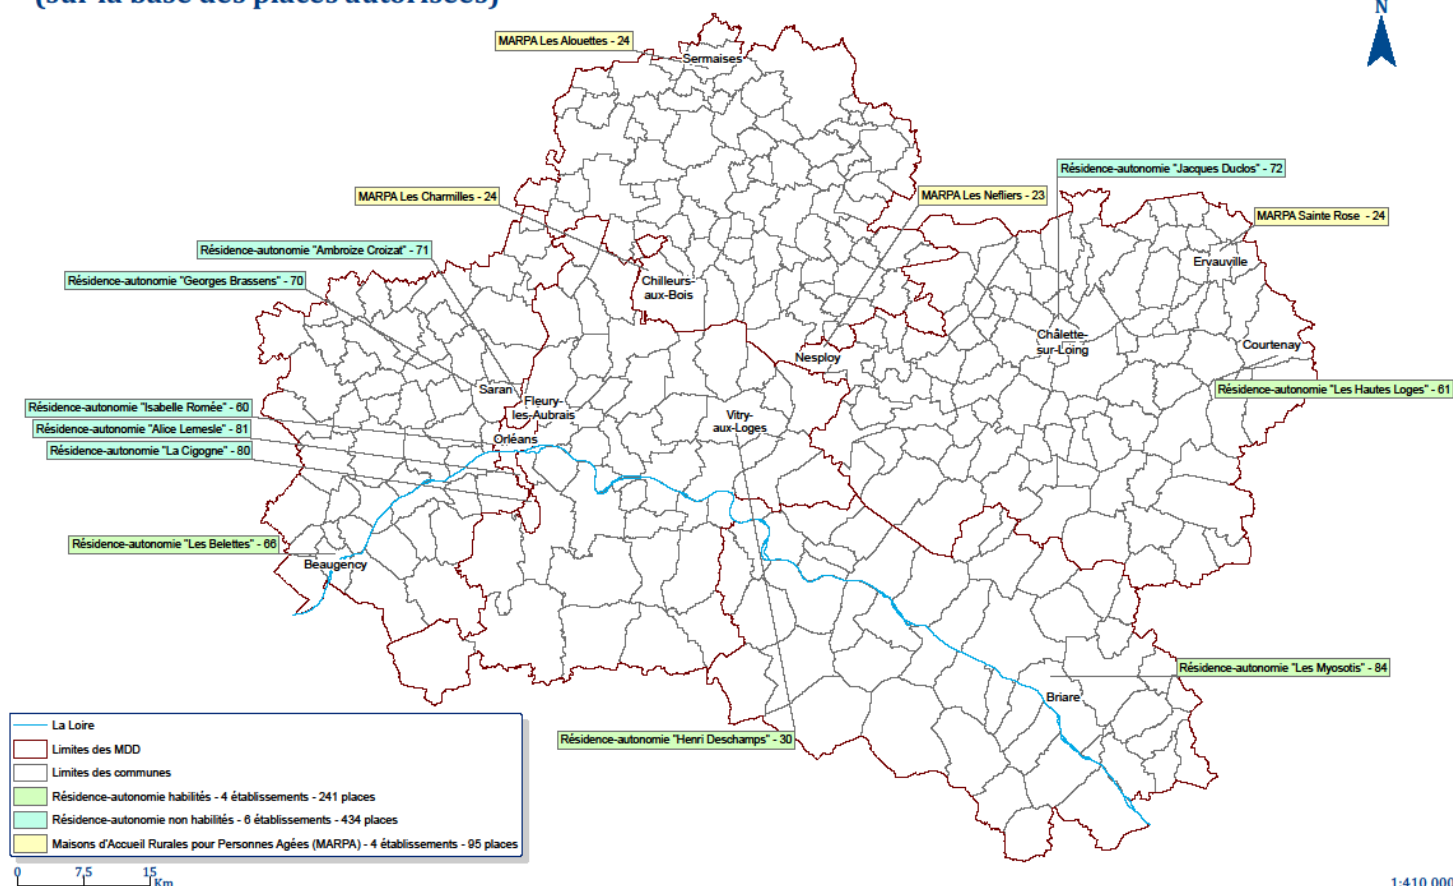 (sur la base des places autorisées)
N
MARPA Les Alouettes - 24
Sermaises
Résidence-autonomie "Jacques Duclos" - 72
MARPA Les Charmilles - 24
MARPA Les Nefliers - 23
MARPA Sainte Rose - 24
Résidence-autonomie "Ambroize Croizat" - 71
Ervauville
Résidence-autonomie "Georges Brassens" - 70
Chilleurs-
aux-Bois
Châlette-
sur-Loing
Courtenay
Nesploy
Saran
Résidence-autonomie "Les Hautes Loges" - 61
Fleury-
les-Aubrais
Résidence-autonomie "Isabelle Romée" - 60
Vitry-
aux-Loges
Résidence-autonomie "Alice Lemesle" - 81
Orléans
Résidence-autonomie "La Cigogne" - 80
Résidence-autonomie "Les Belettes" - 66
Beaugency
Résidence-autonomie "Les Myosotis" - 84
Briare
Résidence-autonomie "Henri Deschamps" - 30
La Loire
Limites des MDD
Limites des communes
Résidence-autonomie habilités - 4 établissements - 241 places
Résidence-autonomie non habilités - 6 établissements - 434 places
Maisons d'Accueil Rurales pour Personnes Agées (MARPA) - 4 établissements - 95 places
0 7,5 15
Km
1:410 000